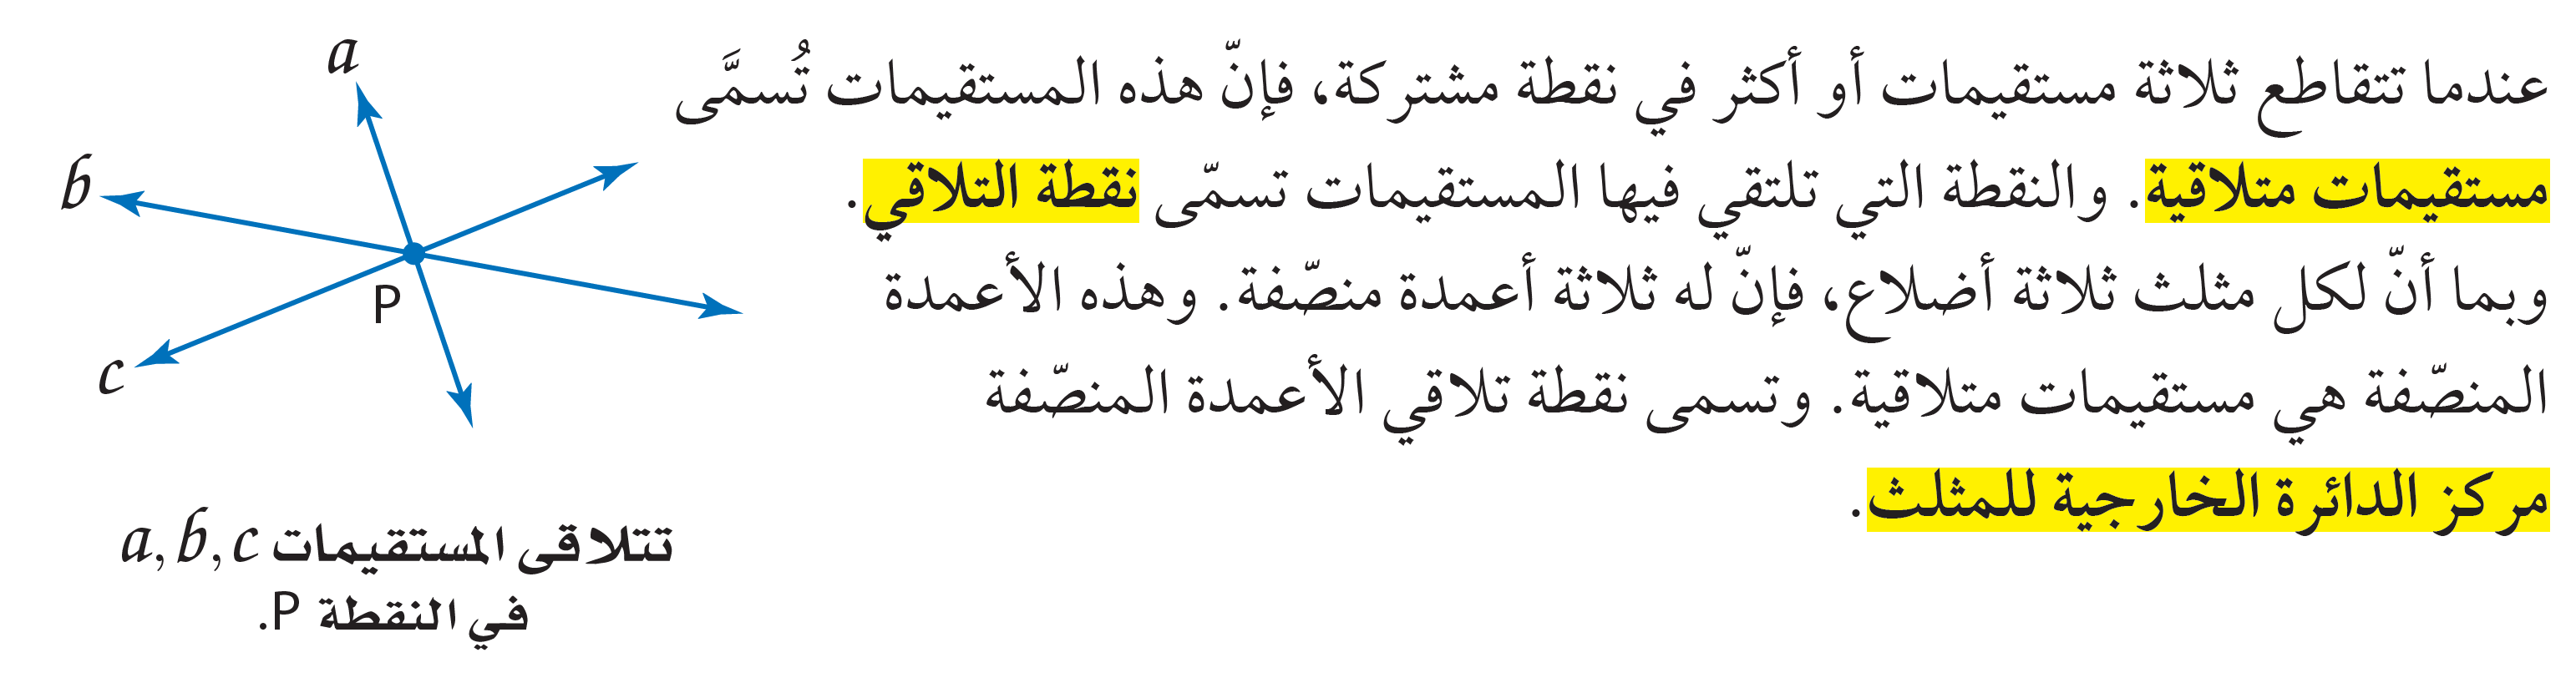 عندما تتقاطع ثلاثة مستقيمات أو أكثر في نقطة مشتركة، فإنّ هذه المستقيمات تُسمَّى
مستقيمات متلاقية. والنقطة التي تلتقي فيها المستقيمات تسمّى نقطة التلاقي.
وبما أنّ لكل مثلث ثلاثة أضلاع، فإنّ له ثلاثة أعمدة منصّفة. وهذه الأعمدة
المنصّفة هي مستقيمات متلاقية. وتسمى نقطة تلاقي الأعمدة المنصّفة
مركز الدائرة الخارجية للمثلث.
a
b
P
c
تتلاقى المستقيمات a, b, c
في النقطة P.